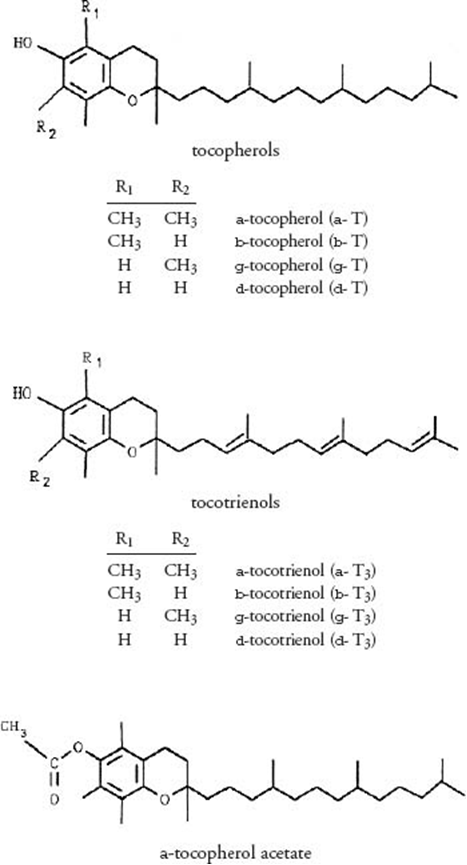 R1
HO
R2
O
tocopherols
R1 R2
CH3 CH3 a-tocopherol (a- T)
CH3 H b-tocopherol (b- T)
H CH3 g-tocopherol (g- T)
H H d-tocopherol (d- T)
R1
HO
O
R2
tocotrienols
R1 R2
CH3 CH3 a-tocotrienol (a- T3)
CH3 H b-tocotrienol (b- T3)
H CH3 g-tocotrienol (g- T3)
H H d-tocotrienol (d- T3)
CH3
O
C
O
O
a-tocopherol acetate